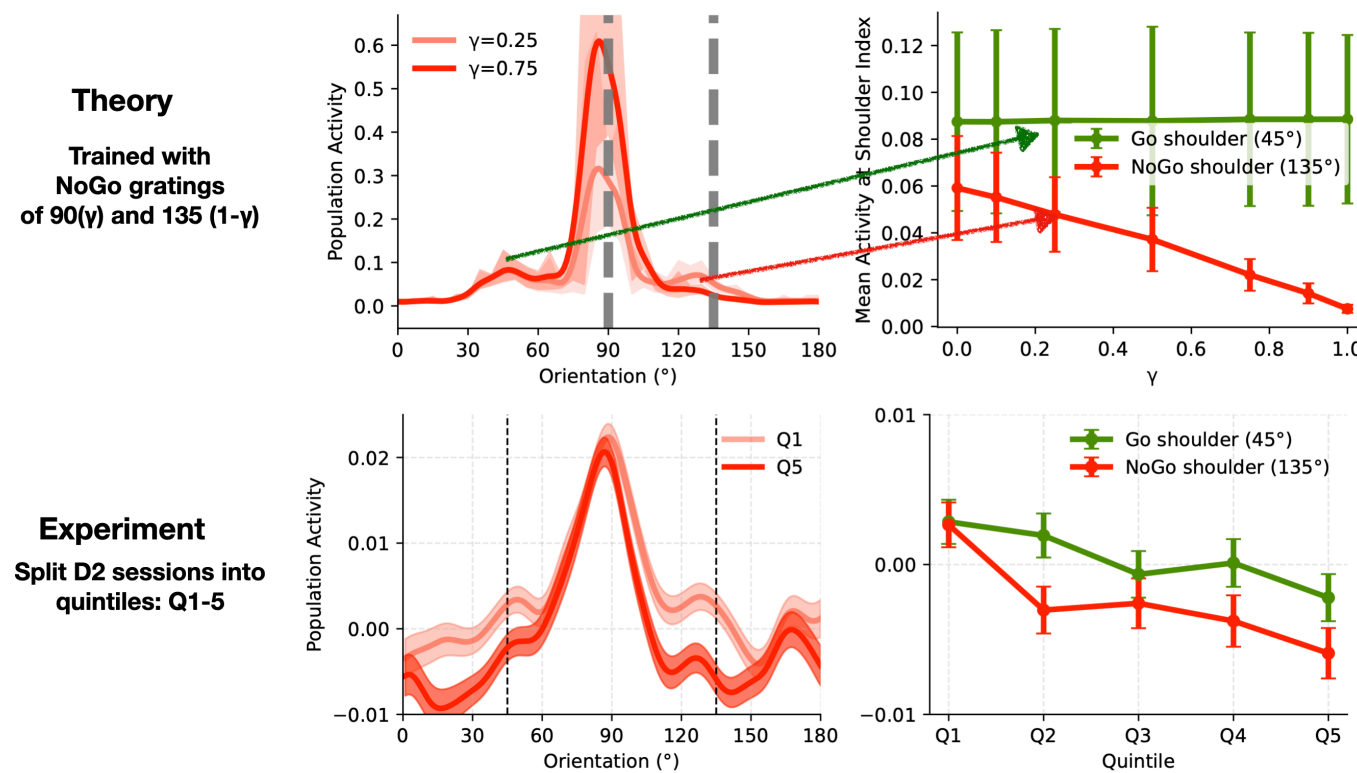 Theory
Trained with
NoGo gratings
of 90(γ) and 135 (1-γ)
Population Activity
0.6
0.5
0.4
0.3
0.2
0.1
0.0
γ=0.25
γ=0.75
0
30
60
90
120
150
180
Orientation (°)
Mean Activity at Shoulder Index
0.12
0.10
0.08
0.06
0.04
0.02
0.00
Go shoulder (45°)
NoGo shoulder (135°)
0.0
0.2
0.4
0.6
0.8
1.0
γ
Experiment
Split D2 sessions into
quintiles: Q1-5
Population Activity
0.02
0.01
0.00
−0.01
Q1
Q5
0
30
60
90
120
150
180
Orientation (°)
0.01
0.00
−0.01
Go shoulder (45°)
NoGo shoulder (135°)
Q1
Q2
Q3
Q4
Q5
Quintile